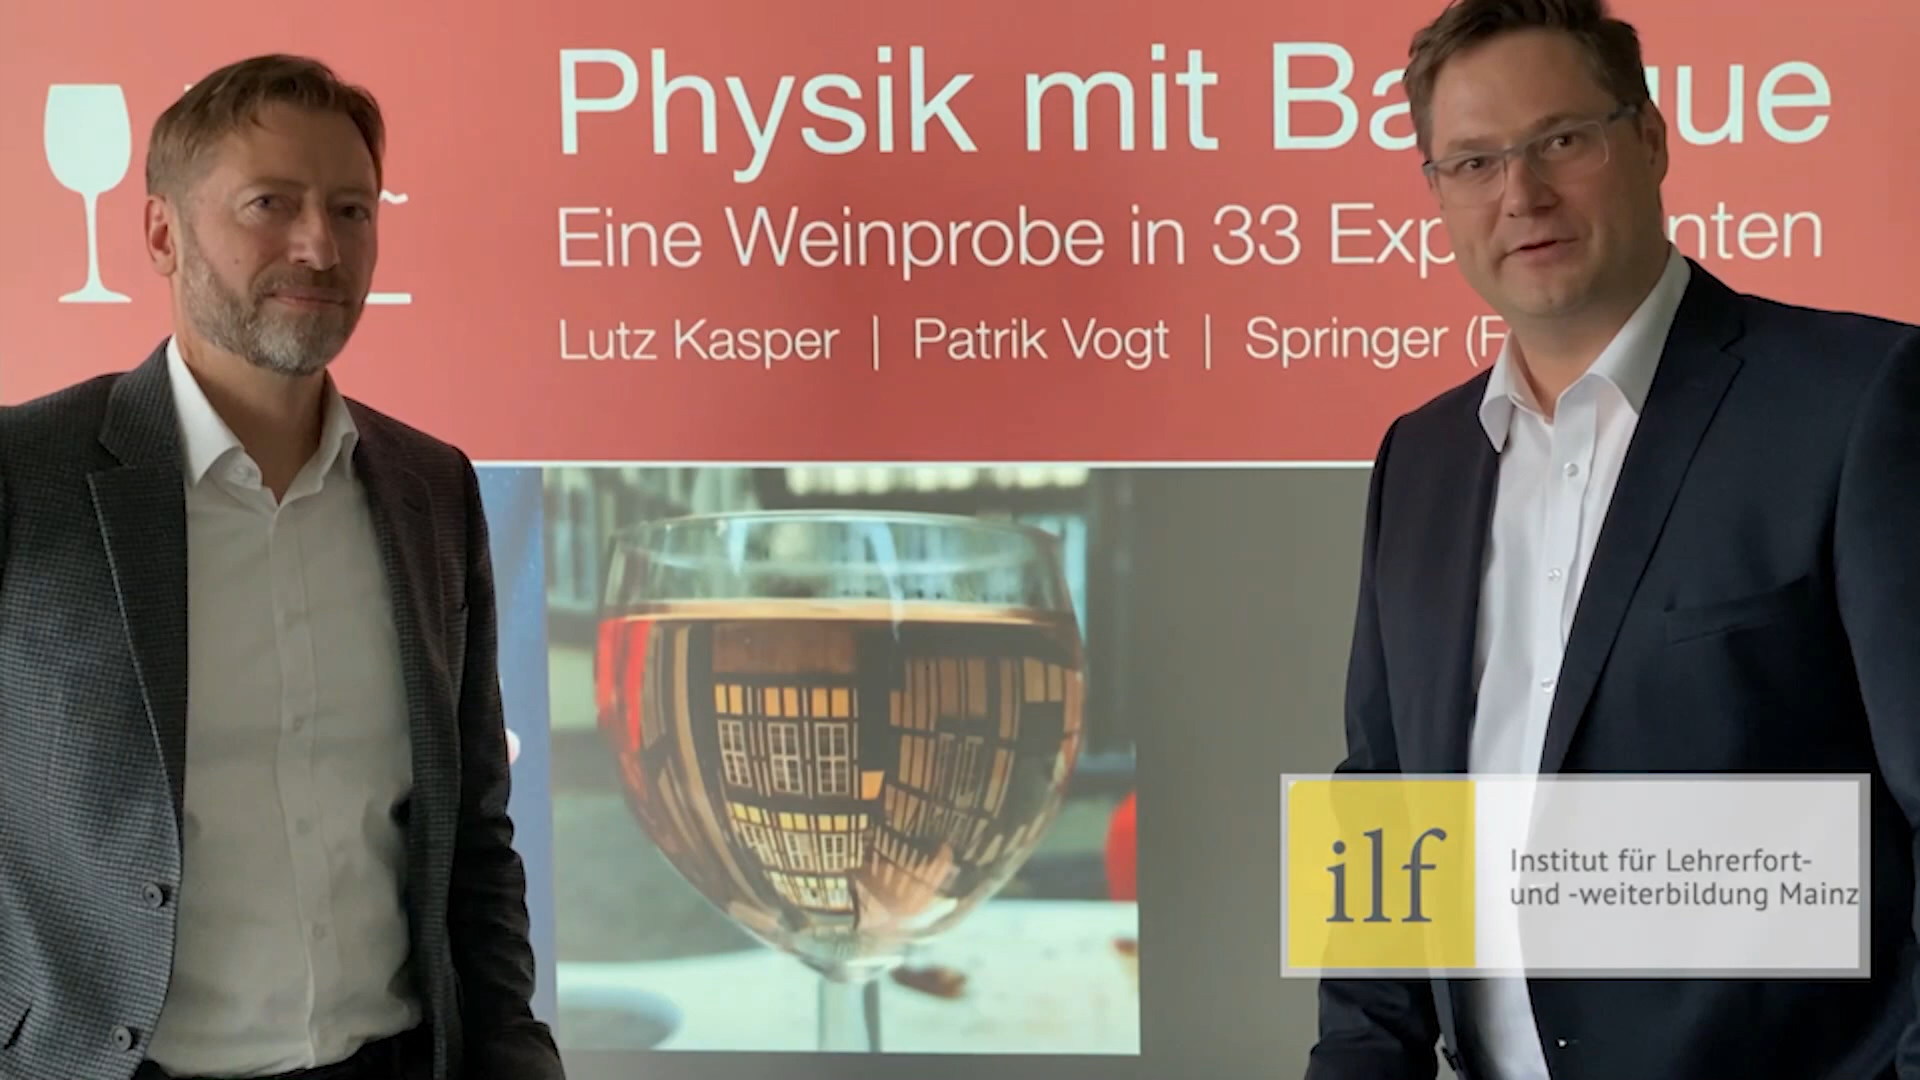 Physik mit Ba ue
Eine Weinprobe in 33 Exp nten
Lutz Kasper | Patrik Vogt | Springer (F
ilf
Institut für Lehrerfort-
und -weiterbildung Mainz